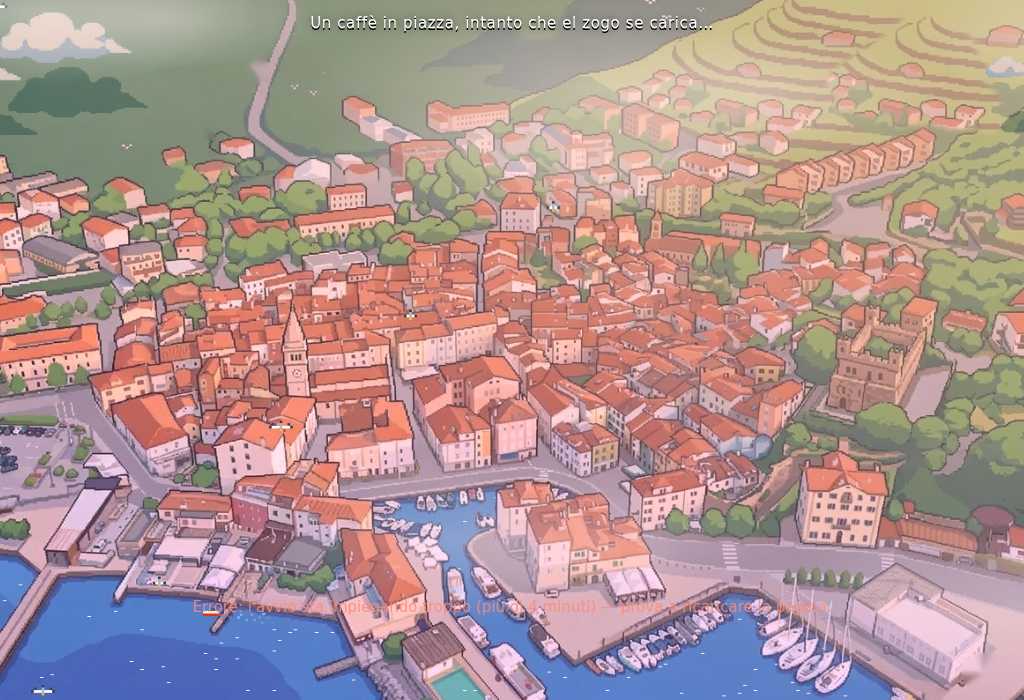 Un caffè in piazza, intanto che el zogo se carica...
Errore: l'avvio sta impiegando troppo (più di 4 minuti) — prova a ricaricare la pagina.